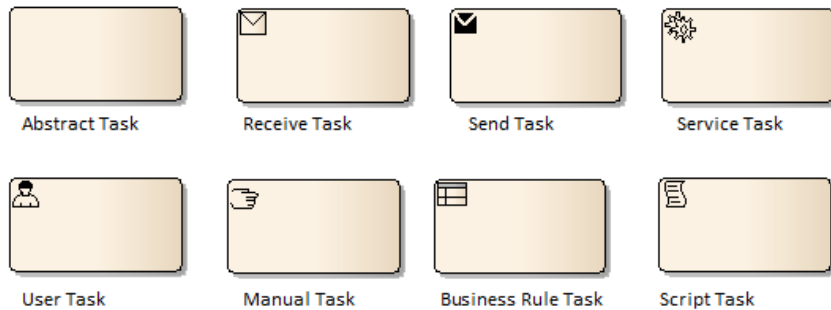 Abstract Task
Receive Task
Send Task
Service Task
User Task
Manual Task
Business Rule Task
Script Task